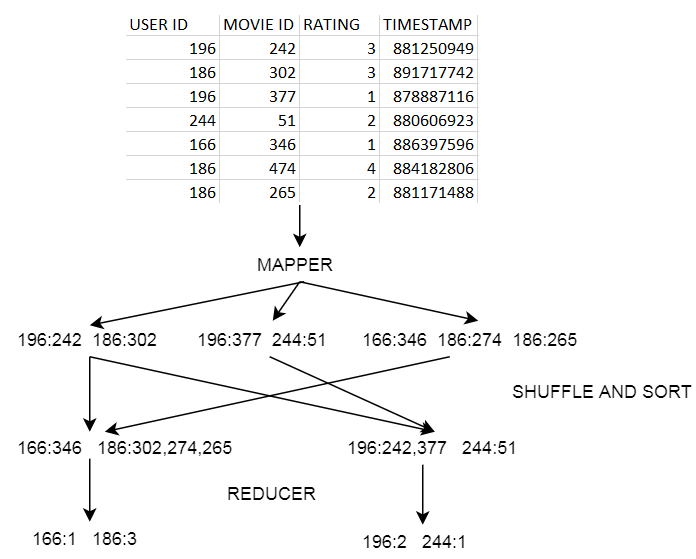 USER ID MOVIE ID RATING TIMESTAMP
196 242 3 881250949
186 302 3 891717742
196 377 1 878887116
244 51 2 880606923
166 346 1 886397596
186 474 4 884182806
186 265 2 881171488
MAPPER
196:242 186:302 196:377 244:51 166:346 186:274 186:265
SHUFFLE AND SORT
166:346 186:302,274,265 196:242,377 244:51
REDUCER
166:1 186:3 196:2 244:1